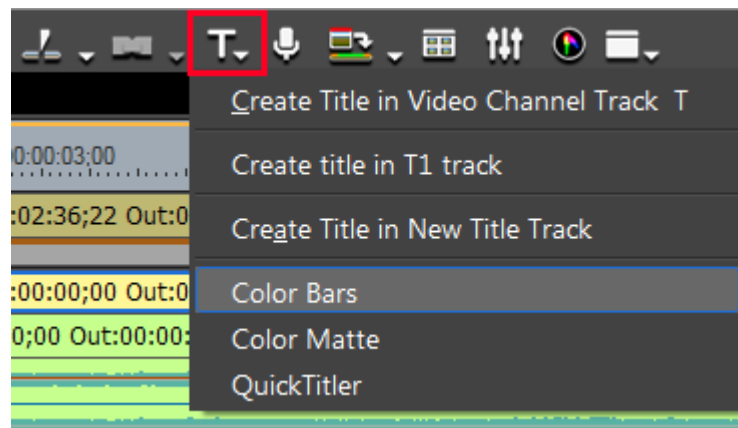 T
Create Title in Video Channel Track T
0:00:03;00
Create title in T1 track
:02:36;22 Out:0
Create Title in New Title Track
:00:00;00 Out:0
Color Bars
0;00 Out:00:00:
Color Matte
QuickTitler